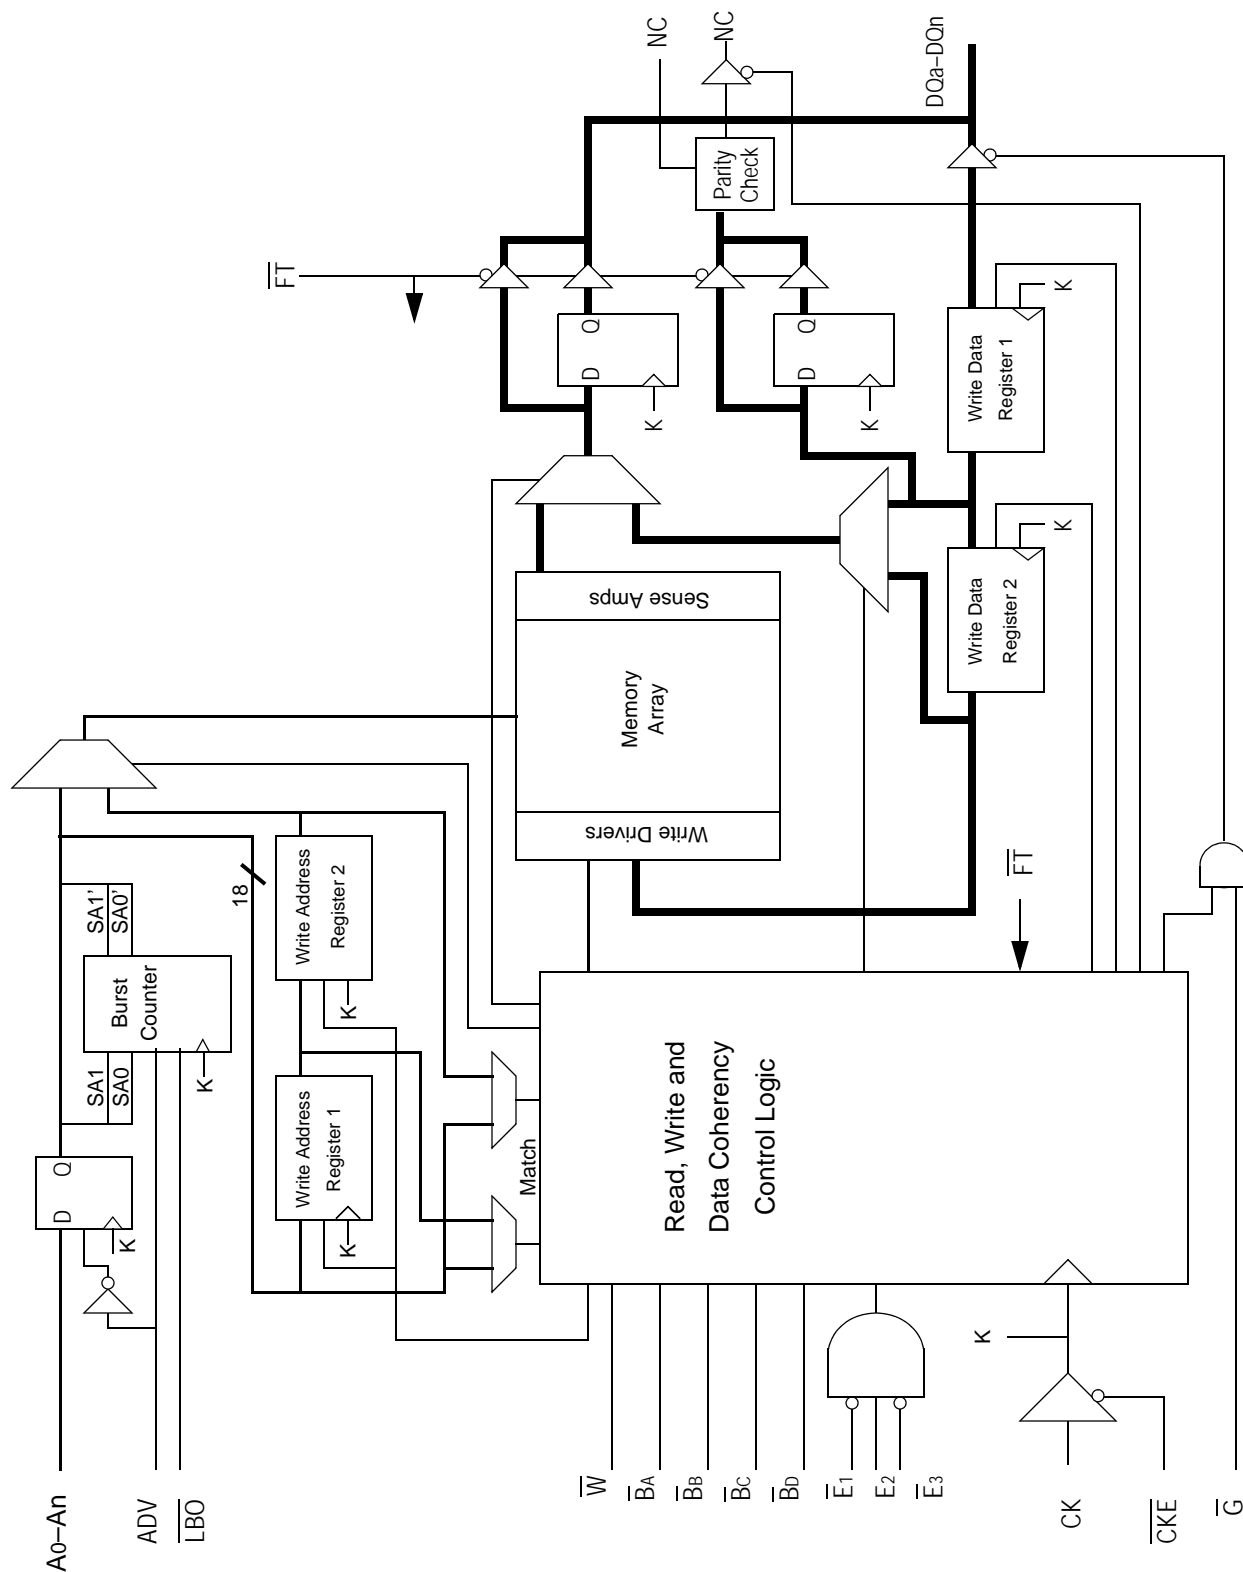 A0–An
ADV
LBO
W
BA
BB
BC
BD
E1
E2
E3
CK
CKE
G
D
Q
K
SA1
SA0
Burst
Counter
SA1'
SA0'
K
18
Write Address
Register 1
K
Write Address
Register 2
K
Match
Read, Write and
Data Coherency
Control Logic
K
FT
Write Drivers
Memory
Array
Sense Amps
Write Data
Register 2
K
Write Data
Register 1
K
D
Q
K
D
Q
K
FT
Parity
Check
NC
NC
DQa–DQn